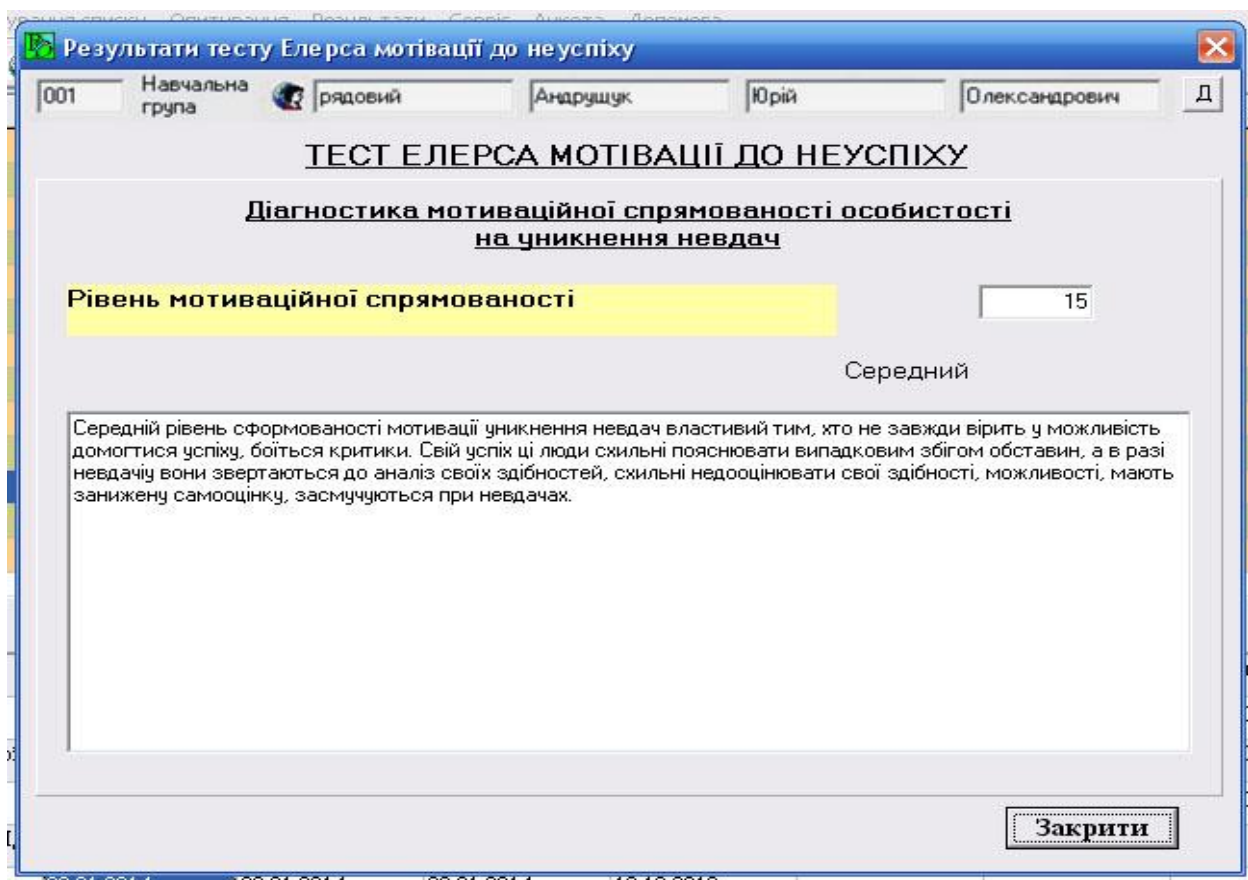 Результати тесту Елерса мотівації до неуспіху
001 Навчальна група рядовий Андрущук Юрій Олександрович Д
ТЕСТ ЕЛЕРСА МОТІВАЦІЇ ДО НЕУСПІХУ
Діагностика мотиваційної спрямованості особистості
на уникнення невдач
Рівень мотиваційної спрямованості 15
Середний
Середній рівень сформованості мотивації уникнення невдач властивий тим, хто не завжди вірить у можливість
домогтися успіху, боїться критики. Свій успіх ці люди схильні пояснювати випадковим збігом обставин, а в разі
невдачіу вони звертаються до аналіз своїх здібностей, схильні недооцінювати свої здібності, можливості, мають
занижену самооцінку, засмучуються при невдачах.
Закрити